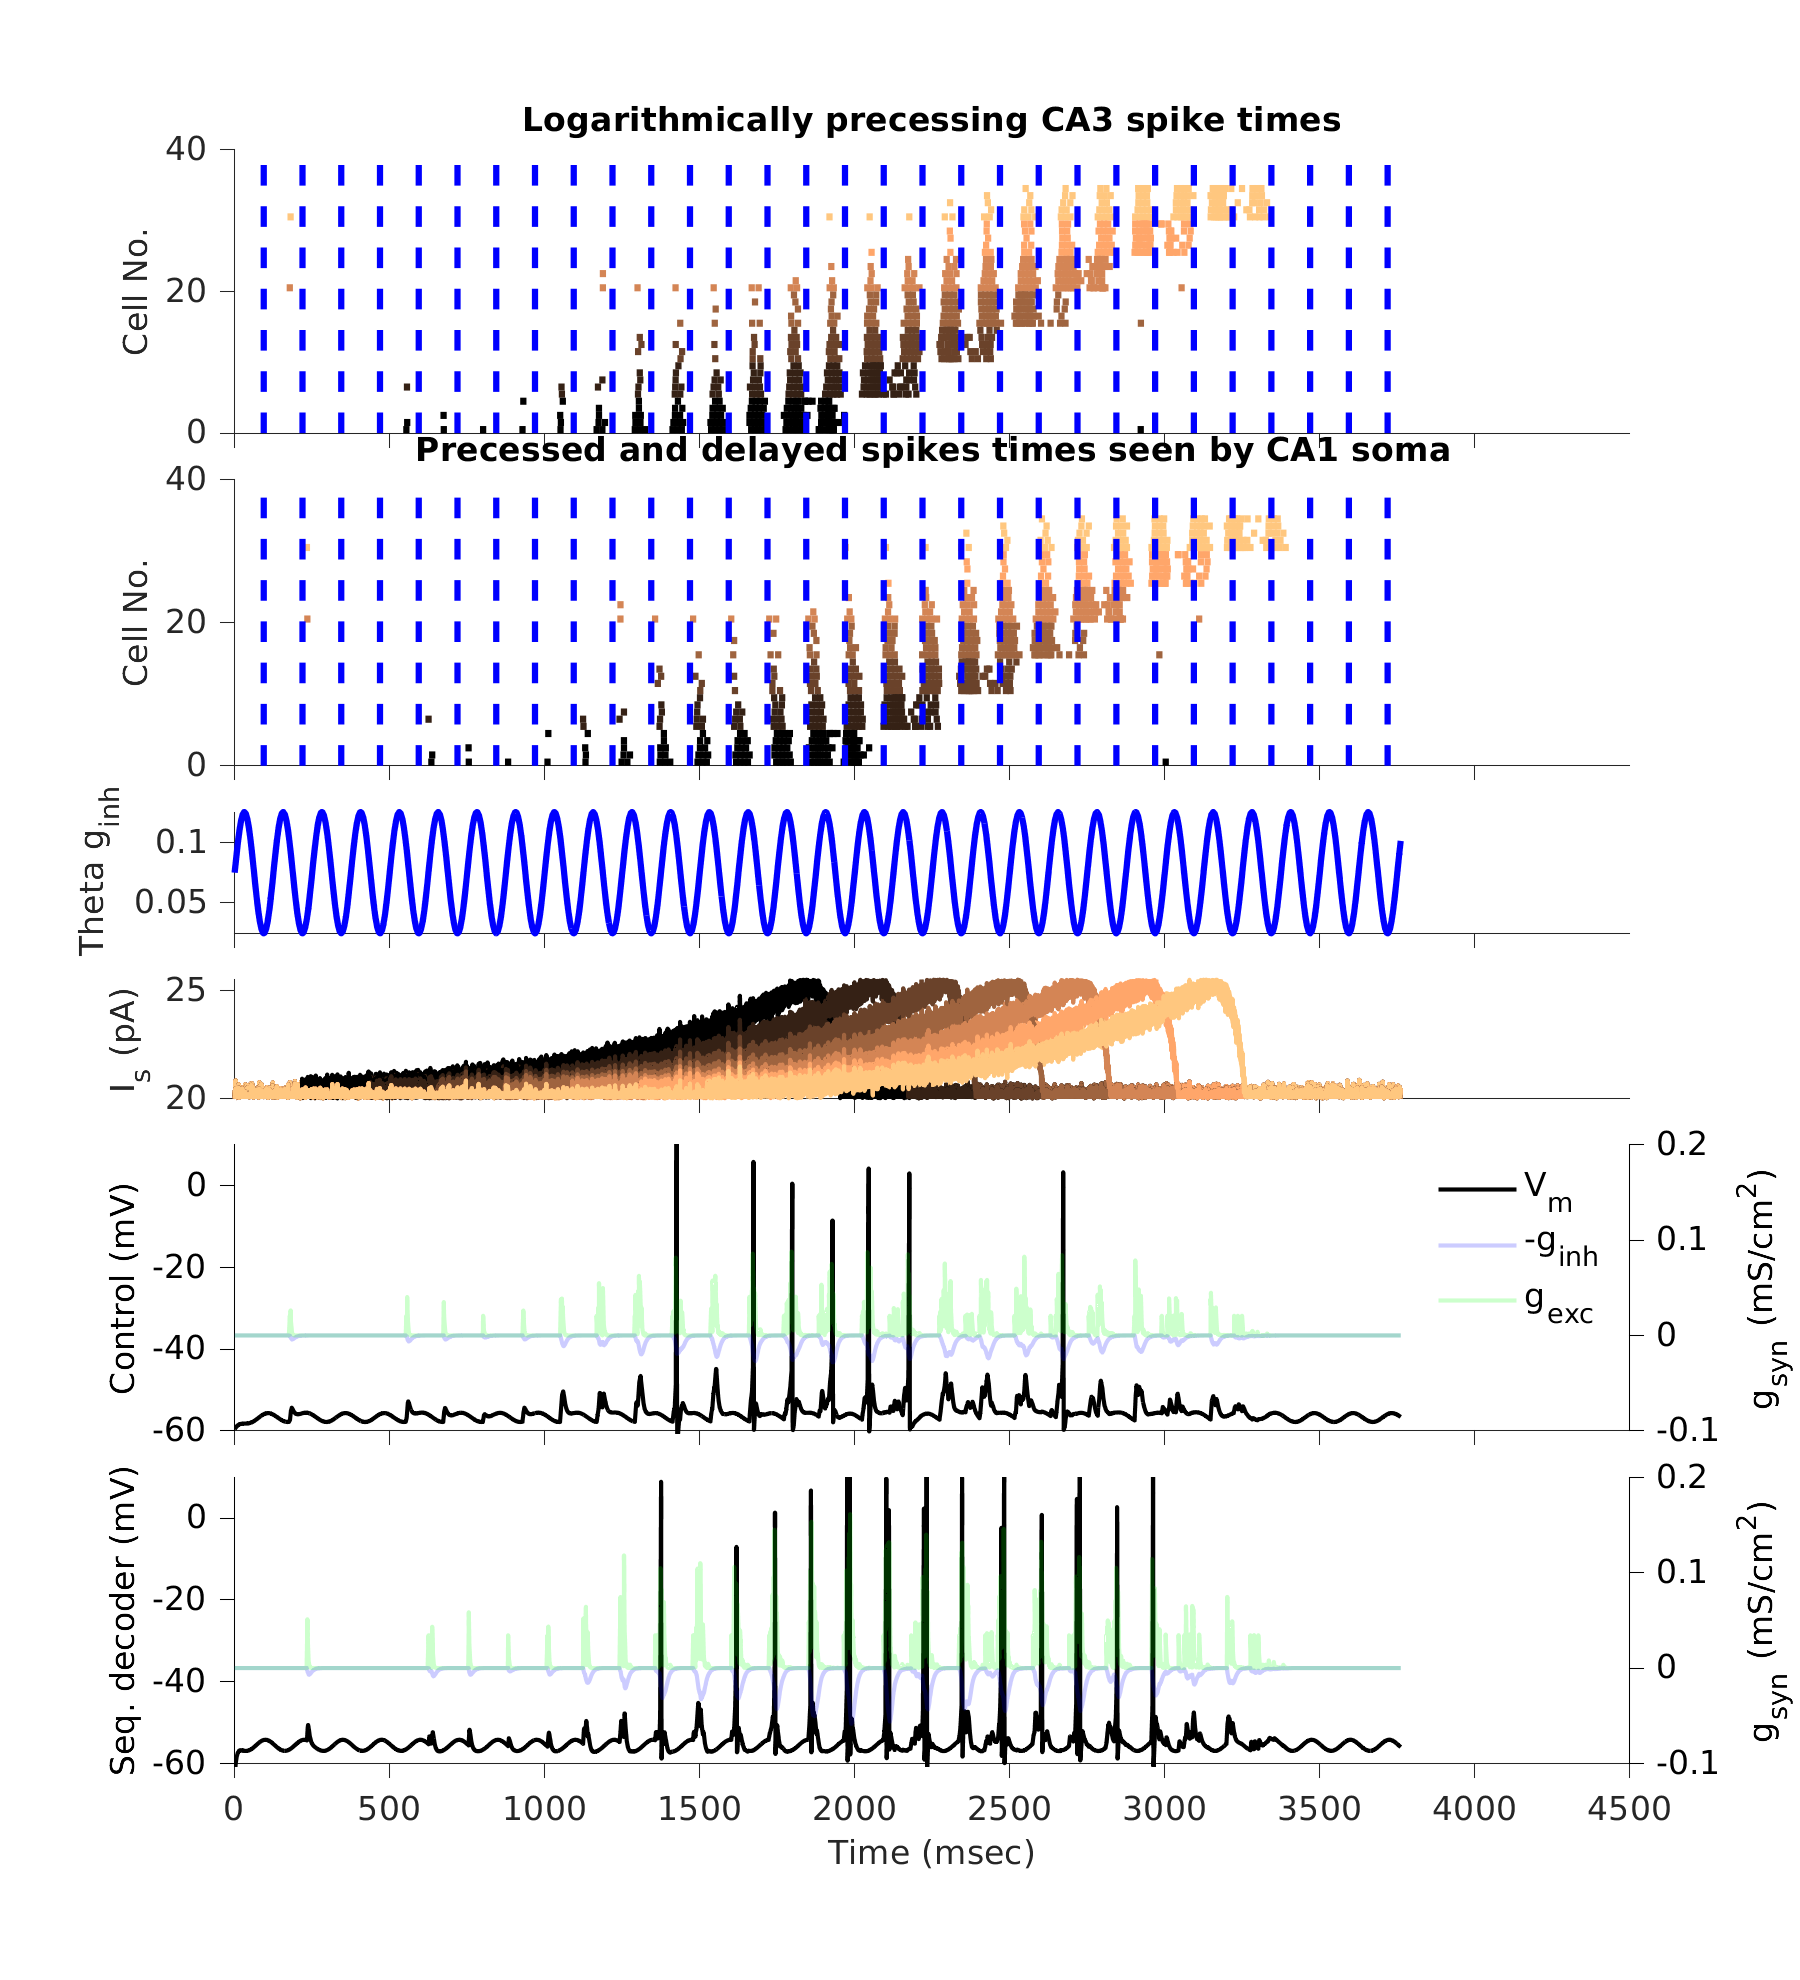 Logarithmically precessing CA3 spike times
40
20
0
Cell No.
Precessed and delayed spikes times seen by CA1 soma
40
20
0
Cell No.
0.1
0.05
Theta g_inh
25
20
I_s (pA)
0
-20
-40
-60
Control (mV)
V_m
-g_inh
g_exc
0.2
0.1
0
-0.1
g_syn (mS/cm^2)
0
-20
-40
-60
Seq. decoder (mV)
0.2
0.1
0
-0.1
g_syn (mS/cm^2)
0 500 1000 1500 2000 2500 3000 3500 4000 4500
Time (msec)